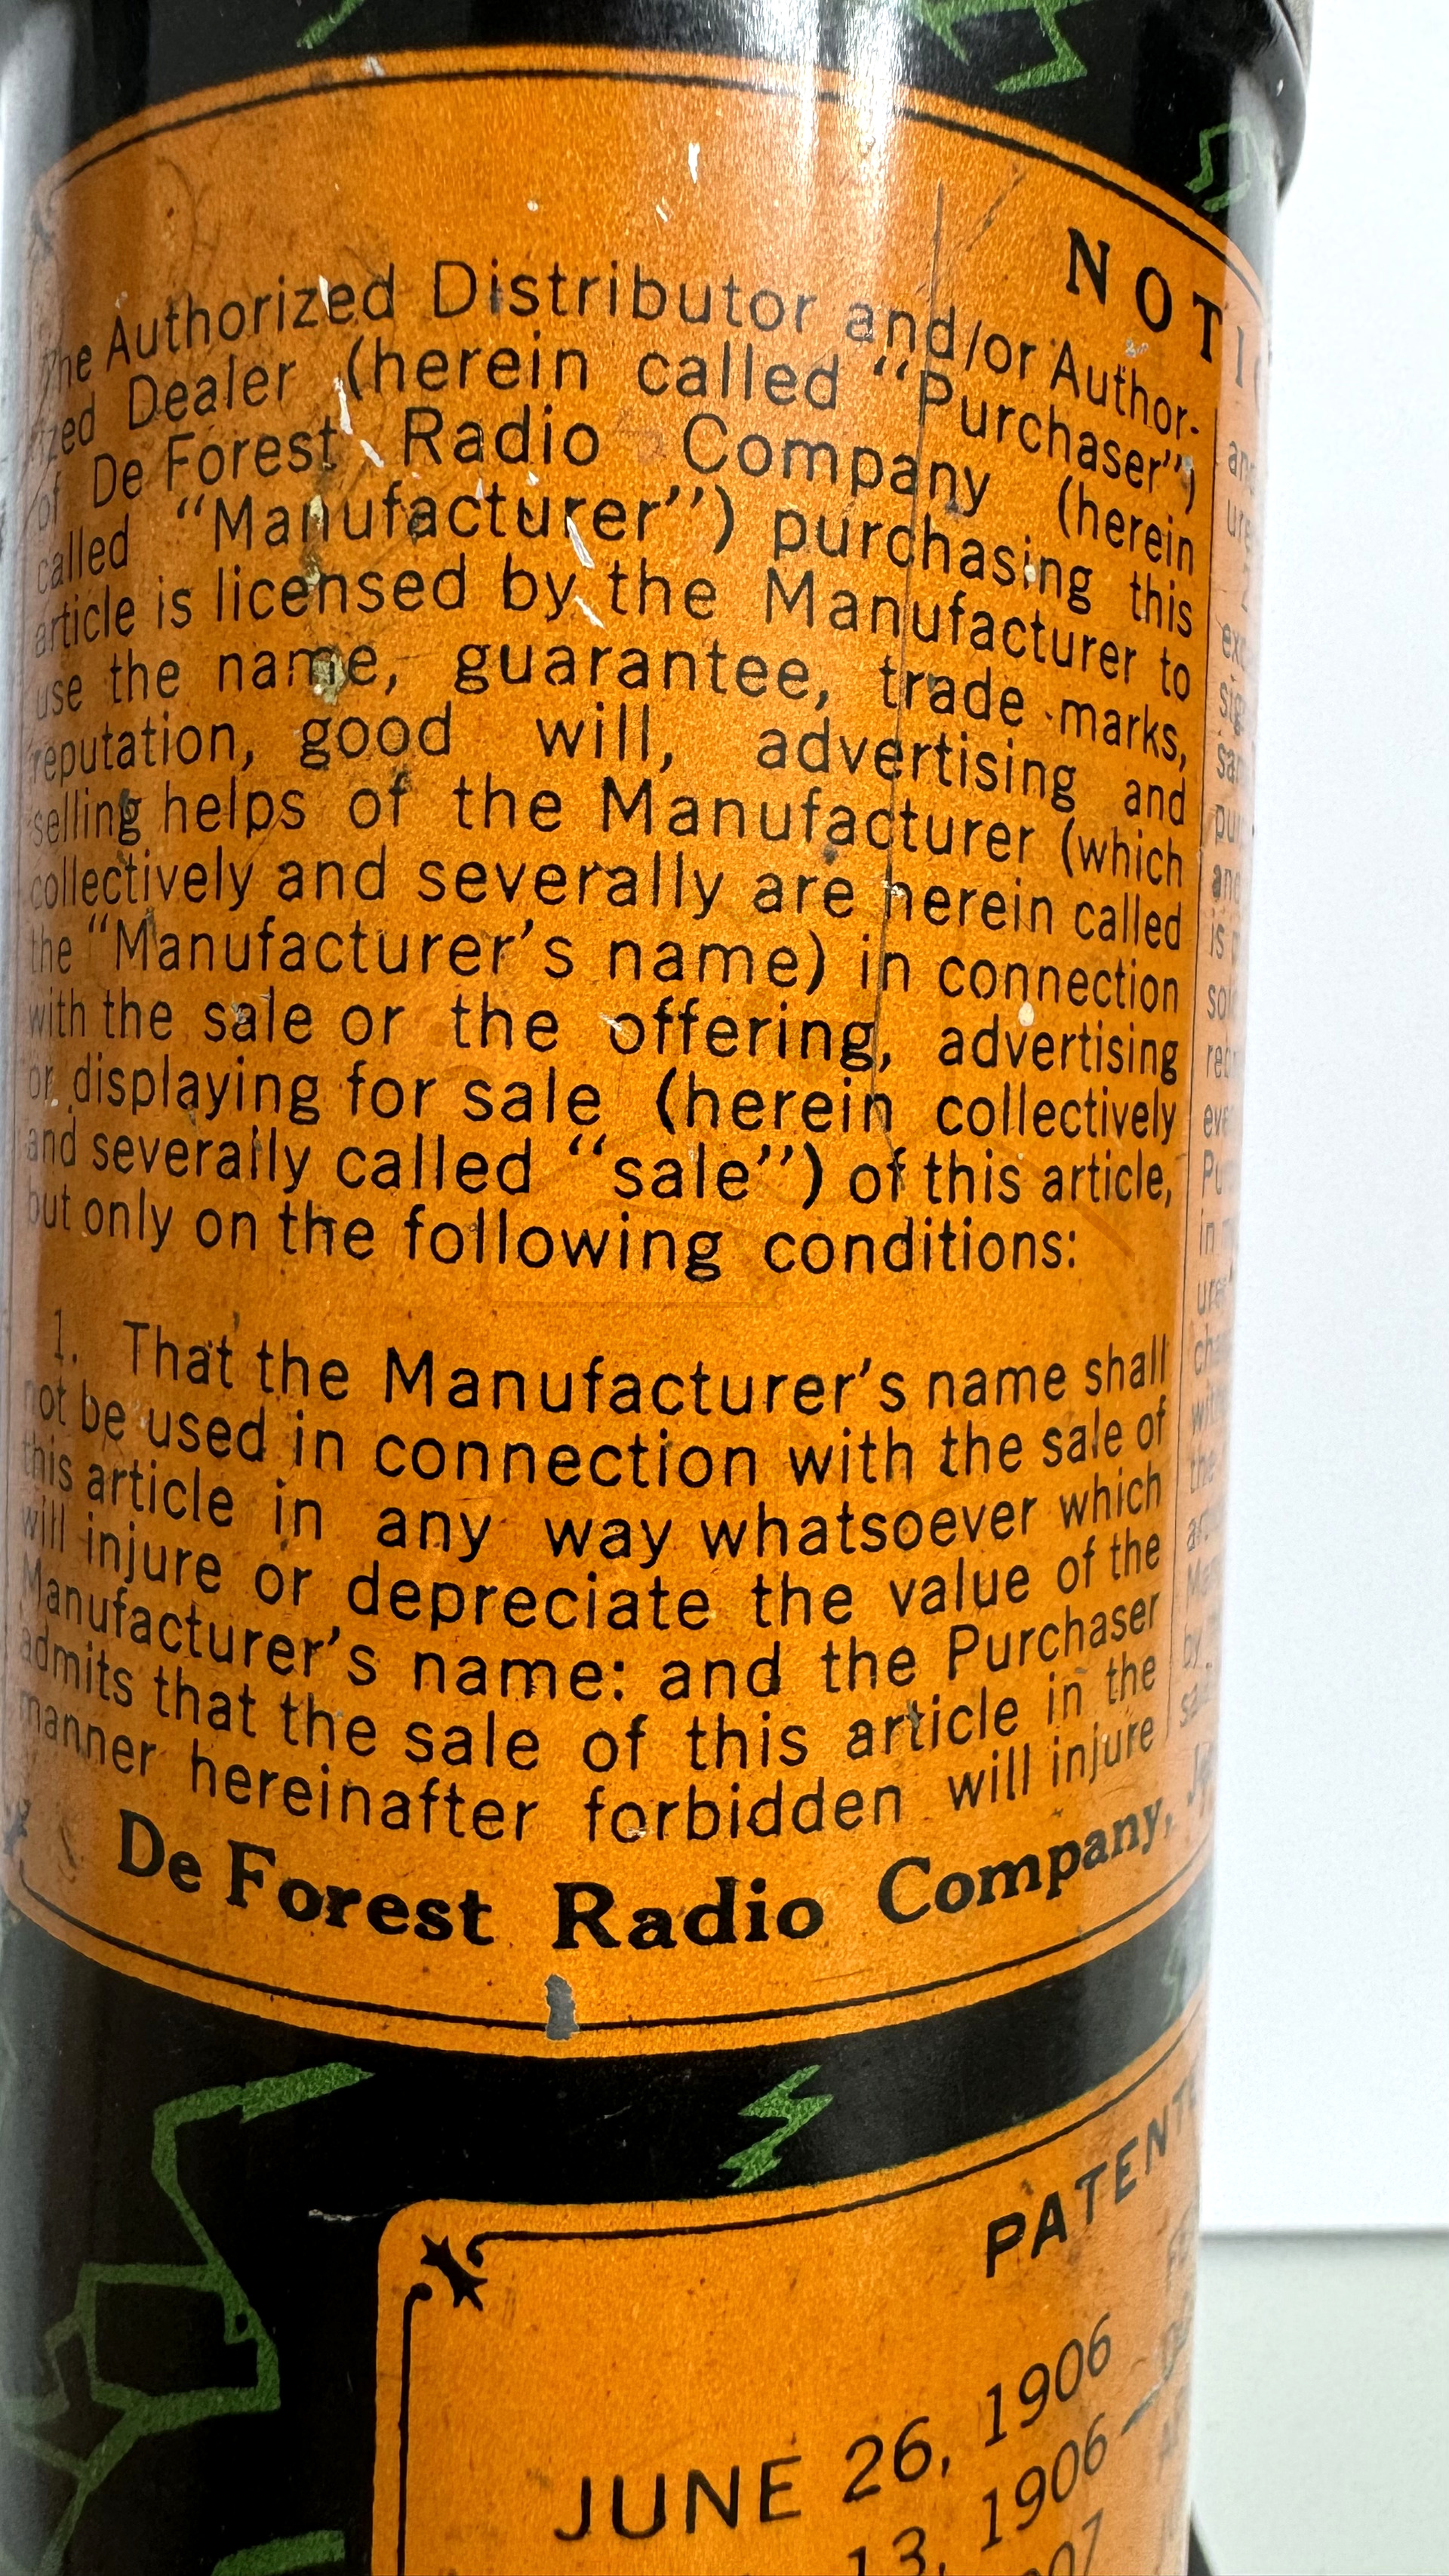 NOTIC
The Authorized Distributor and/or Author-
ized Dealer (herein called "Purchaser")
of De Forest Radio Company (herein
called "Manufacturer") purchasing this
article is licensed by the Manufacturer to
use the name, guarantee, trade marks,
reputation, good will, advertising and
selling helps of the Manufacturer (which
collectively and severally are herein called
the "Manufacturer's name) in connection
with the sale or the offering, advertising
or displaying for sale (herein collectively
and severally called "sale") of this article,
but only on the following conditions:
1. That the Manufacturer's name shall
not be used in connection with the sale of
this article in any way whatsoever which
will injure or depreciate the value of the
Manufacturer's name: and the Purchaser
admits that the sale of this article in the
manner hereinafter forbidden will injure
De Forest Radio Company,
PATENTE
JUNE 26, 1906
13, 1906